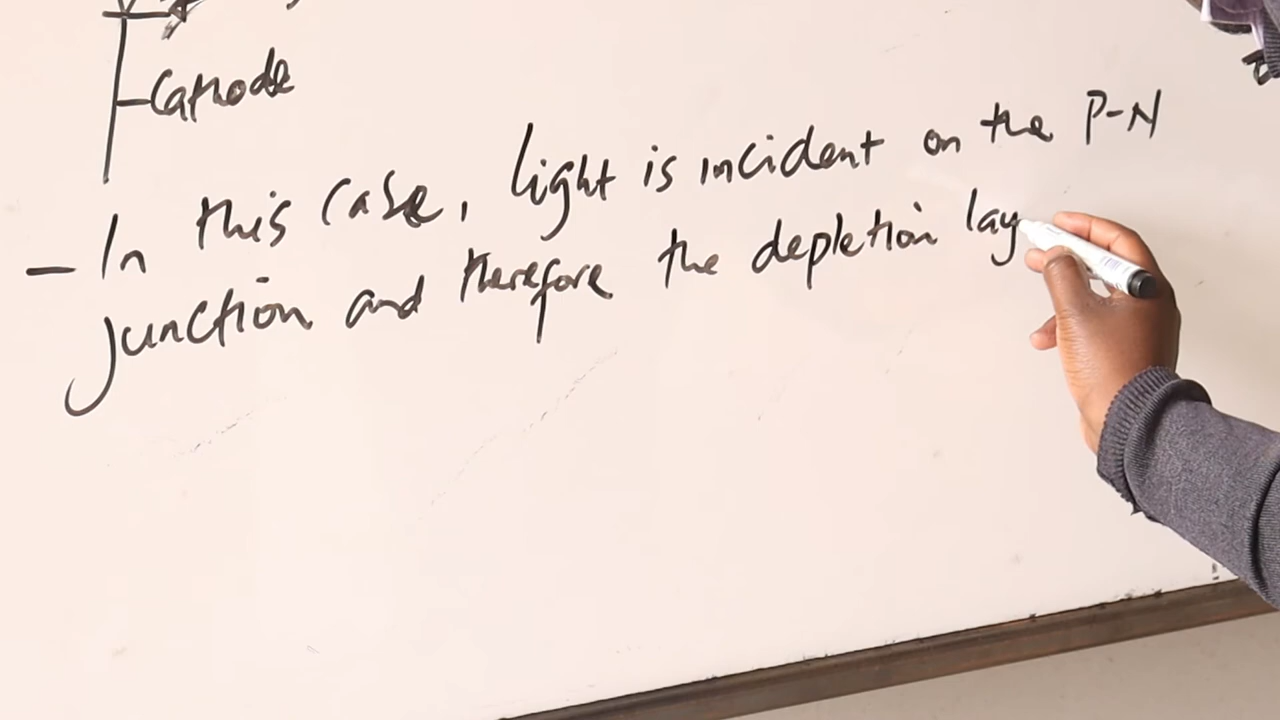 -Cathode
- In this case, light is incident on the P-N
junction and therefore the depletion lay